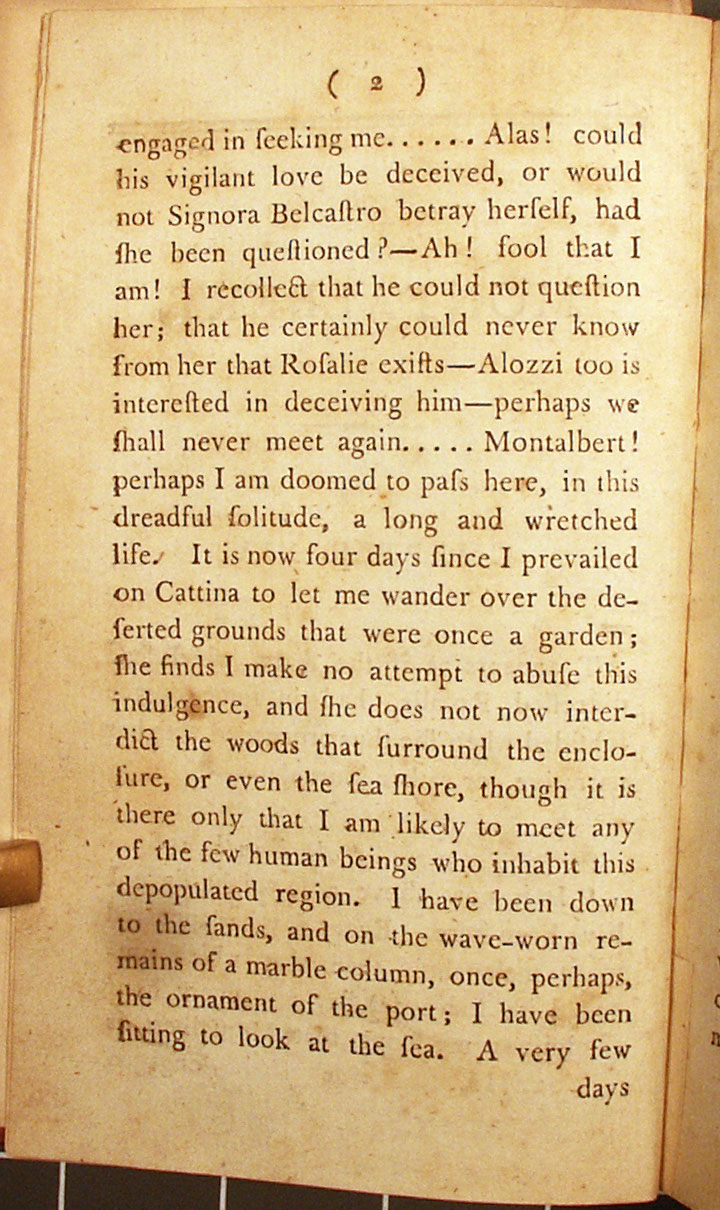 ( 2 )
engaged in ſeeking me...... Alas! could
his vigilant love be deceived, or would
not Signora Belcaſtro betray herſelf, had
ſhe been queſtioned?—Ah! fool that I
am! I recollect that he could not queſtion
her; that he certainly could never know
from her that Roſalie exiſts—Alozzi too is
intereſted in deceiving him—perhaps we
ſhall never meet again..... Montalbert!
perhaps I am doomed to paſs here, in this
dreadful ſolitude, a long and wretched
life. It is now four days ſince I prevailed
on Cattina to let me wander over the de-
ſerted grounds that were once a garden;
ſhe finds I make no attempt to abuſe this
indulgence, and ſhe does not now inter-
dict the woods that ſurround the enclo-
ſure, or even the ſea ſhore, though it is
there only that I am likely to meet any
of the few human beings who inhabit this
depopulated region. I have been down
to the ſands, and on the wave-worn re-
mains of a marble column, once, perhaps,
the ornament of the port; I have been
ſitting to look at the ſea. A very few
days